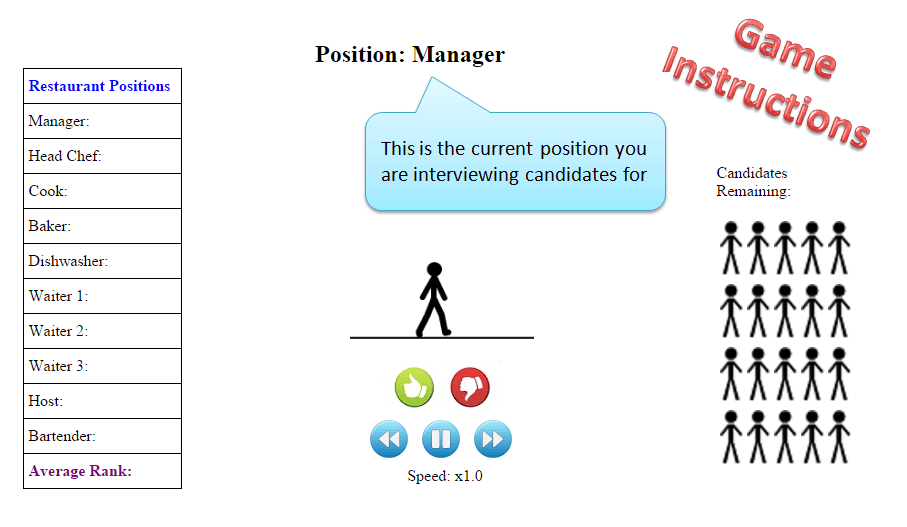 Position: Manager
Game
Instructions
Restaurant Positions
Manager:
Head Chef:
Cook:
Baker:
Dishwasher:
Waiter 1:
Waiter 2:
Waiter 3:
Host:
Bartender:
Average Rank:
This is the current position you
are interviewing candidates for
Candidates
Remaining:
Speed: x1.0